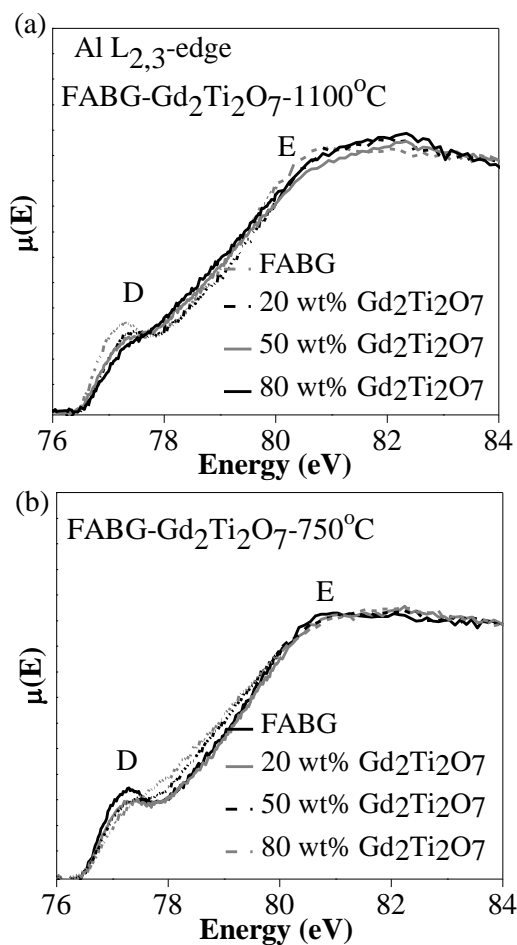 (a)
Al L2,3-edge
FABG-Gd2Ti2O7-1100°C
E
D
μ(E)
FABG
20 wt% Gd2Ti2O7
50 wt% Gd2Ti2O7
80 wt% Gd2Ti2O7
76 78 80 82 84
Energy (eV)
(b)
FABG-Gd2Ti2O7-750°C
E
D
μ(E)
FABG
20 wt% Gd2Ti2O7
50 wt% Gd2Ti2O7
80 wt% Gd2Ti2O7
76 78 80 82 84
Energy (eV)